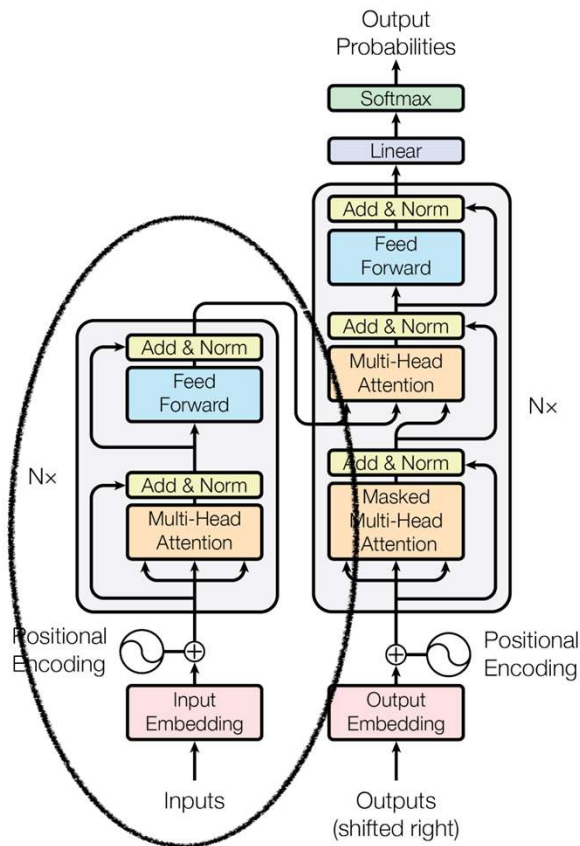 Output
Probabilities
Softmax
Linear
Add & Norm
Feed
Forward
Add & Norm
Multi-Head
Attention
Add & Norm
Masked
Multi-Head
Attention
Nx
Positional
Encoding
Output
Embedding
Outputs
(shifted right)
Add & Norm
Feed
Forward
Add & Norm
Multi-Head
Attention
Nx
Positional
Encoding
Input
Embedding
Inputs